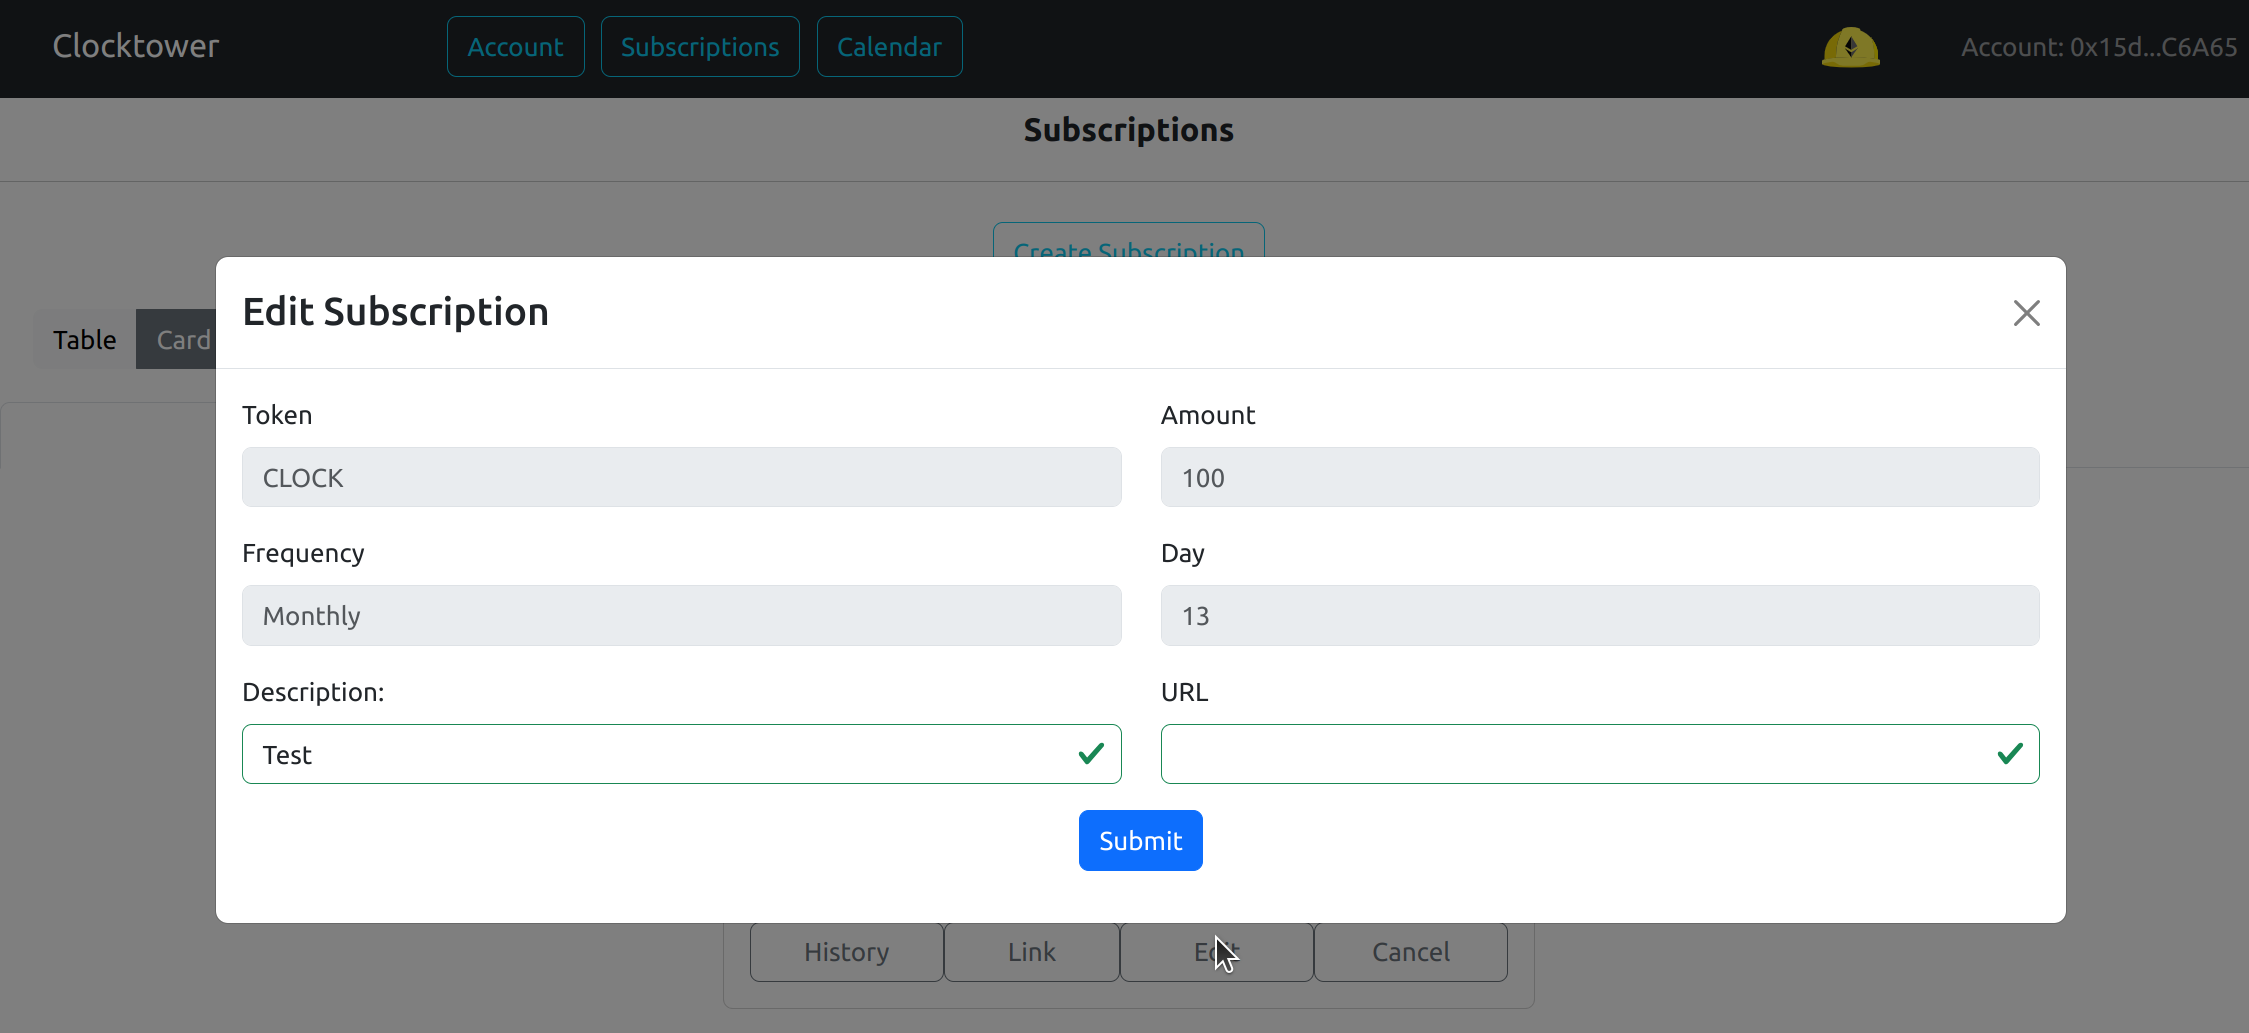 Clocktower
Account
Subscriptions
Calendar
Account: 0x15d...C6A65
Subscriptions
Create Subscription
Table
Card
Edit Subscription
Token
Amount
CLOCK
100
Frequency
Day
Monthly
13
Description:
URL
Test
Submit
History
Link
Edit
Cancel